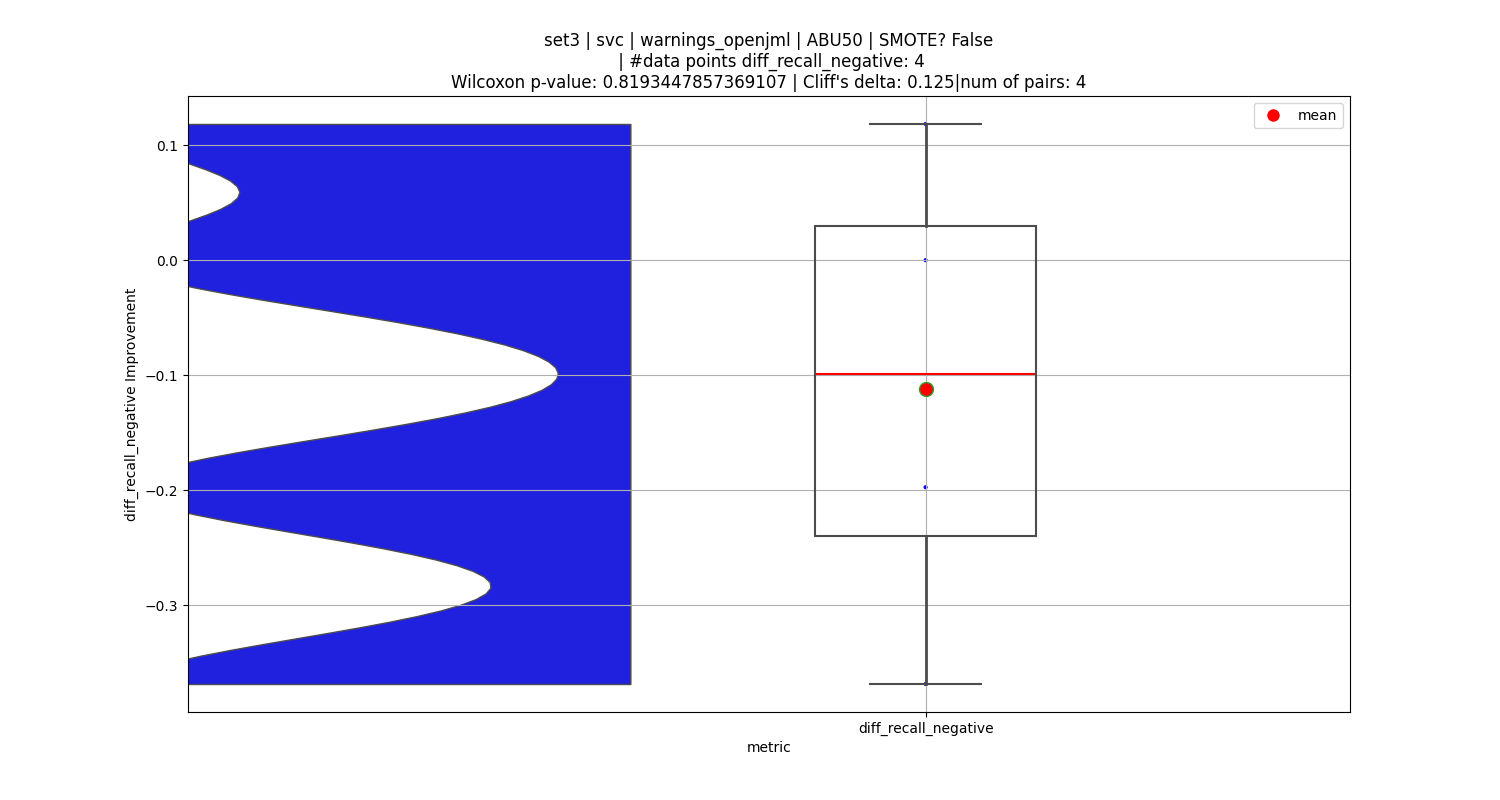 set3 | svc | warnings_openjml | ABU50 | SMOTE? False
| #data points diff_recall_negative: 4
Wilcoxon p-value: 0.8193447857369107 | Cliff's delta: 0.125|num of pairs: 4
mean
0.1
0.0
−0.1
−0.2
−0.3
diff_recall_negative Improvement
diff_recall_negative
metric